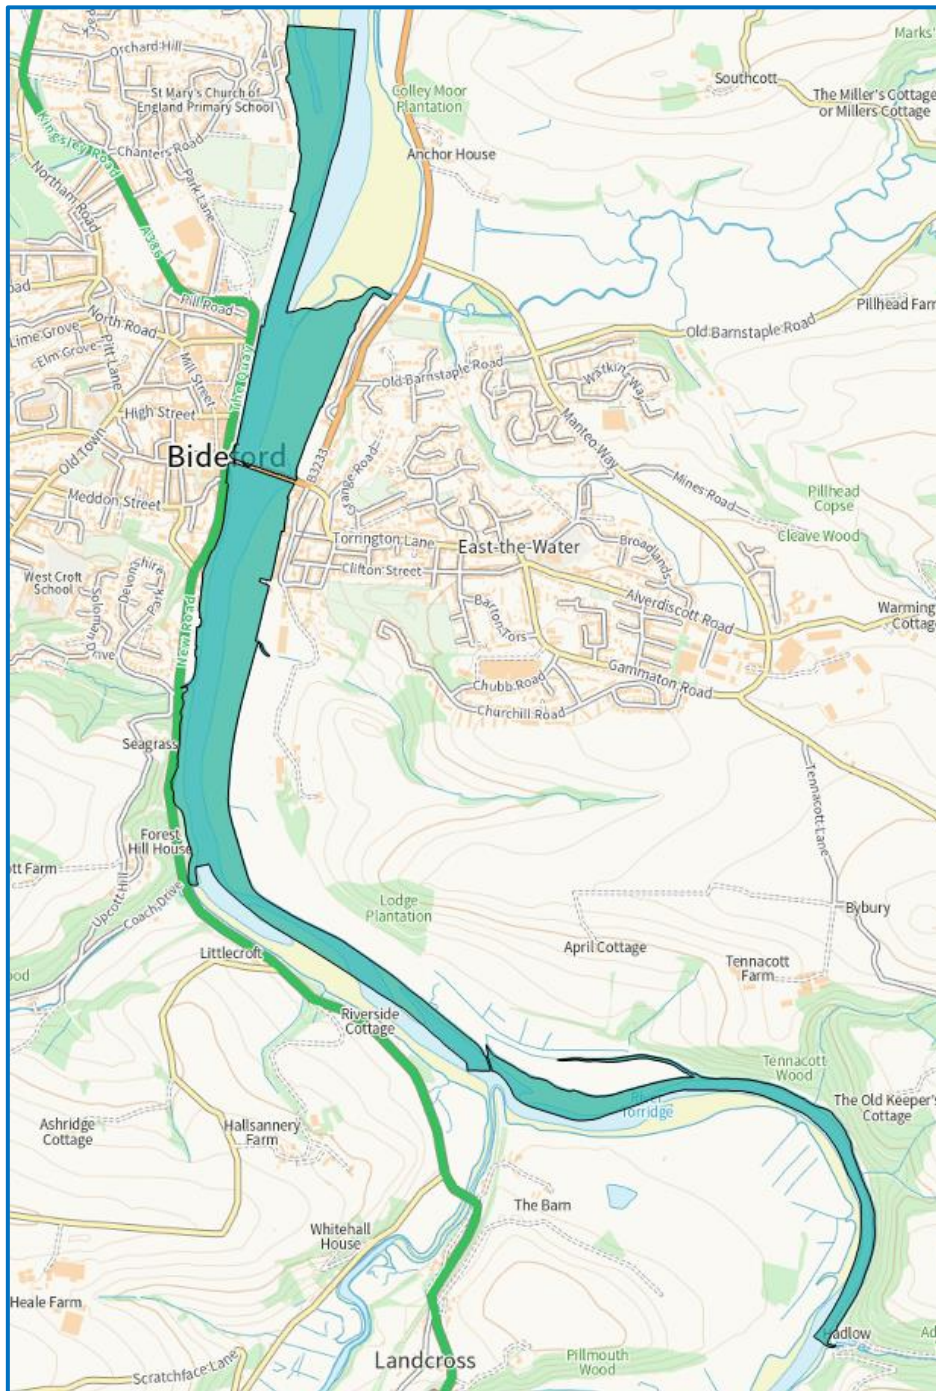 Orchard Hill
Marks'
St Mary's Church of
England Primary School
Colley Moor
Plantation
Southcott
The Miller's Cottage
or Millers Cottage
Kingsley Road
Chanters Road
Park Lane
Anchor House
Northam Road
A386
Pill Road
Pillhead Farm
North Road
Lime Grove
Elm Grove
Pitt Lane
Mill Street
The Quay
Old Barnstaple Road
Old Barnstaple Road
Manteo Way
High Street
Old Town
Bideford
B3233
Grange Road
Mines Road
Meddon Street
Pillhead
Copse
Cleave Wood
Torrington Lane
East-the-Water
Broadlands
Clifton Street
West Croft
School
Devonshire
Park
Solomon
Drive
New Road
Barton Tors
Alverdiscott Road
Warming
Cottage
Gammaton Road
Chubb Road
Churchill Road
Seagrass
Tennacott Lane
Forest
Hill House
ott Farm
Upcott Hill
Coach Drive
Lodge
Plantation
Bybury
Littlecroft
April Cottage
Tennacott
Farm
ood
Riverside
Cottage
Tennacott
Wood
River
Torridge
The Old Keeper's
Cottage
Ashridge
Cottage
Hallsannery
Farm
The Barn
Whitehall
House
Heale Farm
Hadlow
Landcross
Pillmouth
Wood
Scratchface Lane